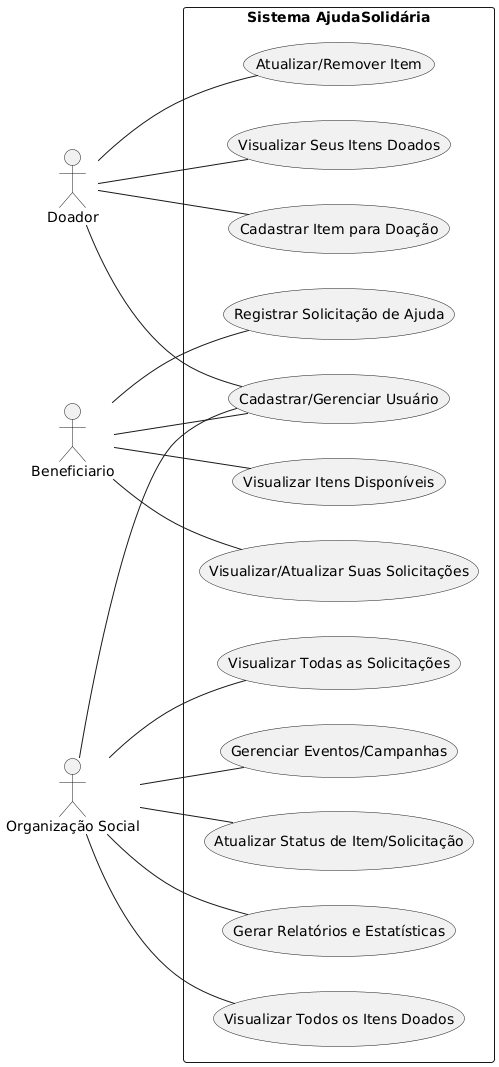 Sistema AjudaSolidária
Atualizar/Remover Item
Visualizar Seus Itens Doados
Doador
Cadastrar Item para Doação
Registrar Solicitação de Ajuda
Cadastrar/Gerenciar Usuário
Beneficiario
Visualizar Itens Disponíveis
Visualizar/Atualizar Suas Solicitações
Visualizar Todas as Solicitações
Gerenciar Eventos/Campanhas
Organização Social
Atualizar Status de Item/Solicitação
Gerar Relatórios e Estatísticas
Visualizar Todos os Itens Doados